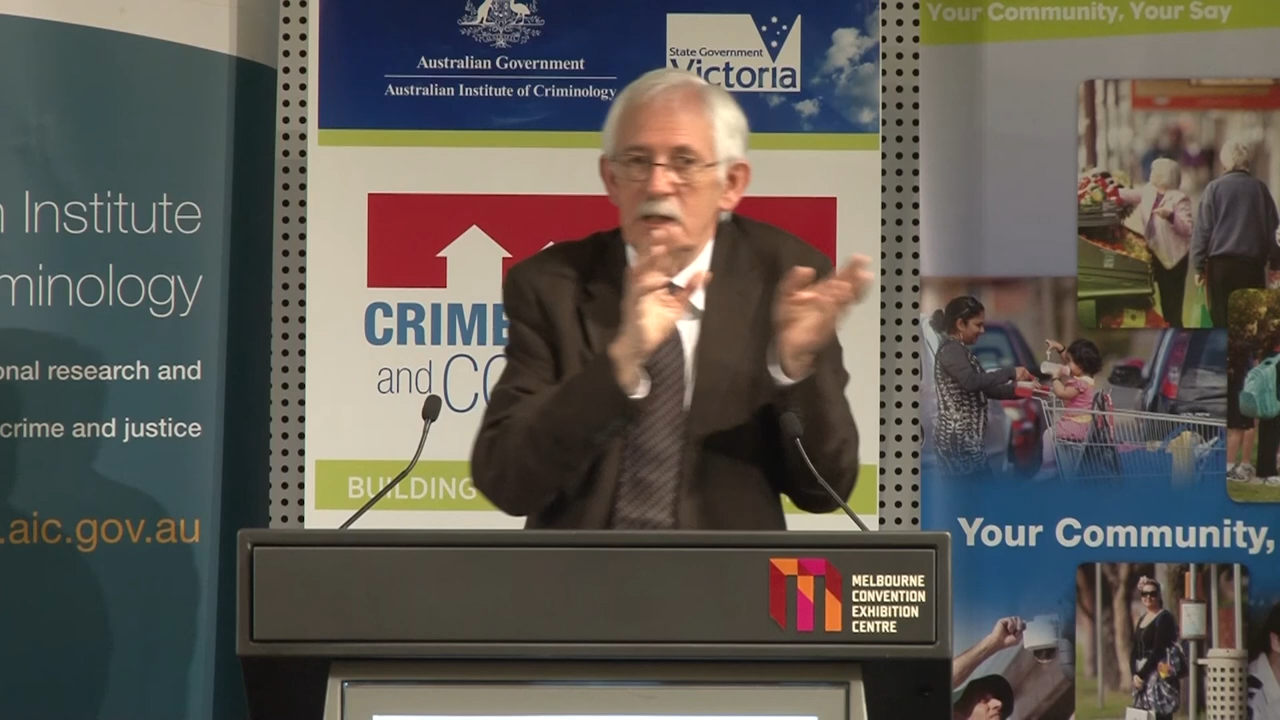 n Institute
minology
onal research and
crime and justice
.aic.gov.au
Australian Government
Australian Institute of Criminology
State Government
Victoria
CRIME
and CO
BUILDING
Your Community, Your Say
Your Community,
MELBOURNE
CONVENTION
EXHIBITION
CENTRE